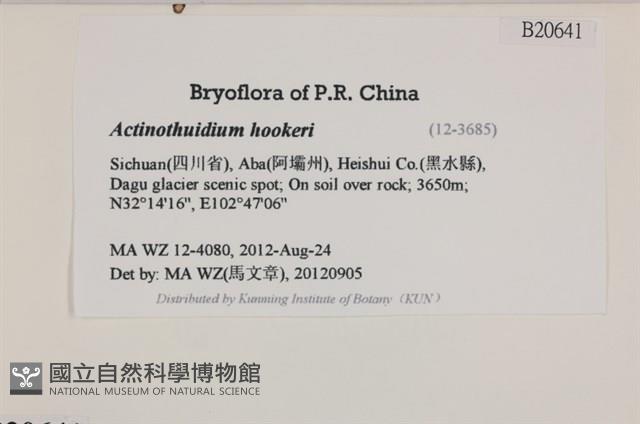 B20641
Bryoflora of P.R. China
Actinothuidium hookeri (12-3685)
Sichuan(四川省), Aba(阿壩州), Heishui Co.(黑水縣),
Dagu glacier scenic spot; On soil over rock; 3650m;
N32°14'16", E102°47'06"
MA WZ 12-4080, 2012-Aug-24
Det by: MA WZ(馬文章), 20120905
Distributed by Kunming Institute of Botany（KUN）
國立自然科學博物館
NATIONAL MUSEUM OF NATURAL SCIENCE